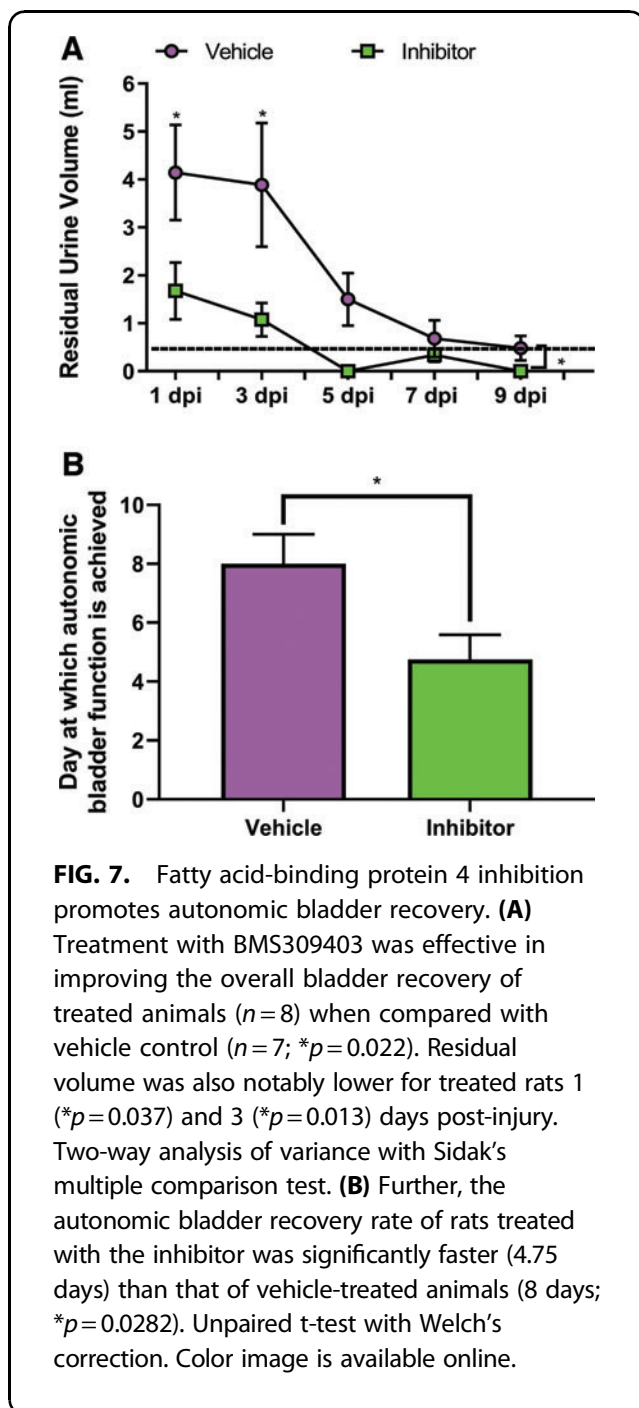 A
Vehicle
Inhibitor
Residual Urine Volume (ml)
6
5
4
3
2
1
0
*
*
*
1 dpi 3 dpi 5 dpi 7 dpi 9 dpi
B
Day at which autonomic
bladder function is achieved
10
8
6
4
2
0
*
Vehicle Inhibitor
FIG. 7. Fatty acid-binding protein 4 inhibition
promotes autonomic bladder recovery. (A)
Treatment with BMS309403 was effective in
improving the overall bladder recovery of
treated animals (n = 8) when compared with
vehicle control (n = 7; *p = 0.022). Residual
volume was also notably lower for treated rats 1
(*p = 0.037) and 3 (*p = 0.013) days post-injury.
Two-way analysis of variance with Sidak's
multiple comparison test. (B) Further, the
autonomic bladder recovery rate of rats treated
with the inhibitor was significantly faster (4.75
days) than that of vehicle-treated animals (8 days;
*p = 0.0282). Unpaired t-test with Welch's
correction. Color image is available online.